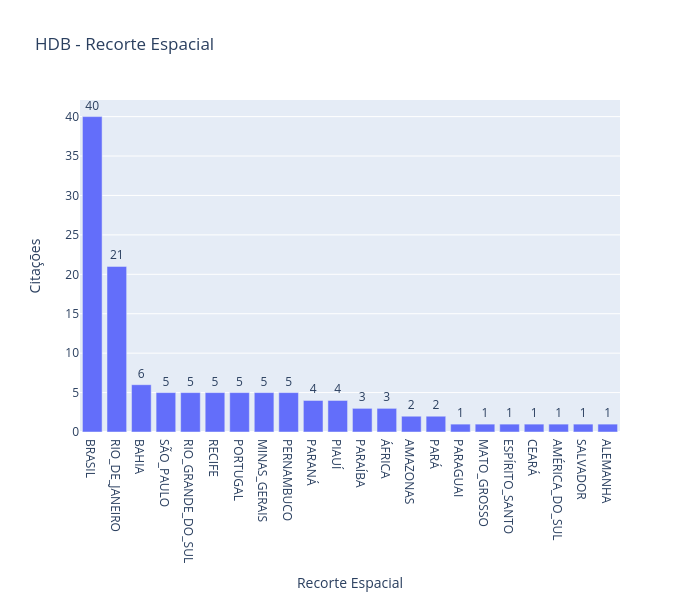 HDB - Recorte Espacial
Citações
40
35
30
25
20
15
10
5
0
40
21
6
5
5
5
5
5
5
4
4
3
3
2
2
1
1
1
1
1
1
1
BRASIL
RIO_DE_JANEIRO
BAHIA
SÃO_PAULO
RIO_GRANDE_DO_SUL
RECIFE
PORTUGAL
MINAS_GERAIS
PERNAMBUCO
PARANÁ
PIAUÍ
PARAÍBA
ÁFRICA
AMAZONAS
PARÁ
PARAGUAI
MATO_GROSSO
ESPÍRITO_SANTO
CEARÁ
AMÉRICA_DO_SUL
SALVADOR
ALEMANHA
Recorte Espacial